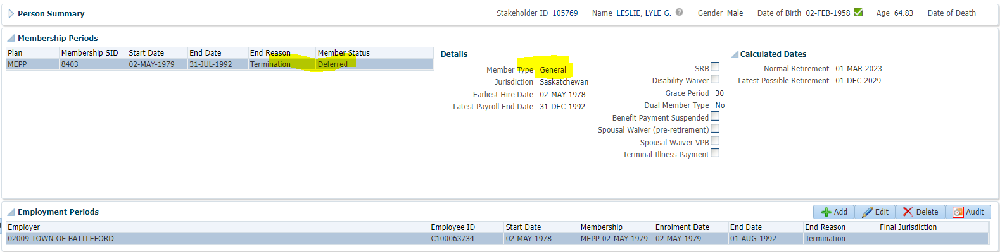 Person Summary Stakeholder ID 105769 Name LESLIE, LYLE G. ? Gender Male Date of Birth 02-FEB-1958 Age 64.83 Date of Death
Membership Periods
Plan Membership SID Start Date End Date End Reason Member Status
MEPP 8403 02-MAY-1979 31-JUL-1992 Termination Deferred
Details
Member Type General
Jurisdiction Saskatchewan
Earliest Hire Date 02-MAY-1978
Latest Payroll End Date 31-DEC-1992
SRB
Disability Waiver
Grace Period 30
Dual Member Type No
Benefit Payment Suspended
Spousal Waiver (pre-retirement)
Spousal Waiver VPB
Terminal Illness Payment
Calculated Dates
Normal Retirement 01-MAR-2023
Latest Possible Retirement 01-DEC-2029
Employment Periods Add Edit Delete Audit
Employer Employee ID Start Date Membership Enrolment Date End Date End Reason Final Jurisdiction
02009-TOWN OF BATTLEFORD C100063734 02-MAY-1978 MEPP 02-MAY-1979 02-MAY-1979 01-AUG-1992 Termination